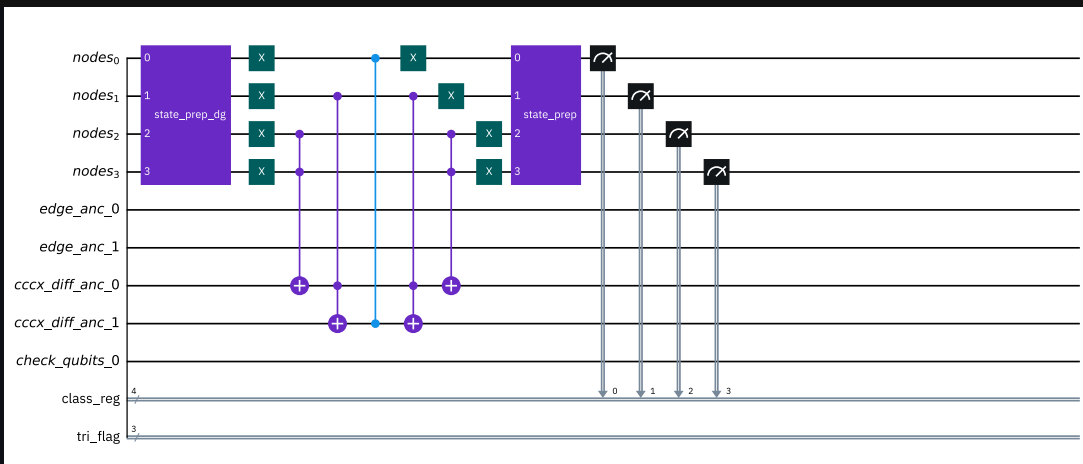 nodes0 0 X X 0
nodes1 1 X X 1
state_prep_dg state_prep
nodes2 2 X X 2
nodes3 3 X X 3
edge_anc_0
edge_anc_1
cccx_diff_anc_0
cccx_diff_anc_1
check_qubits_0
class_reg 4 0 1 2 3
tri_flag 3